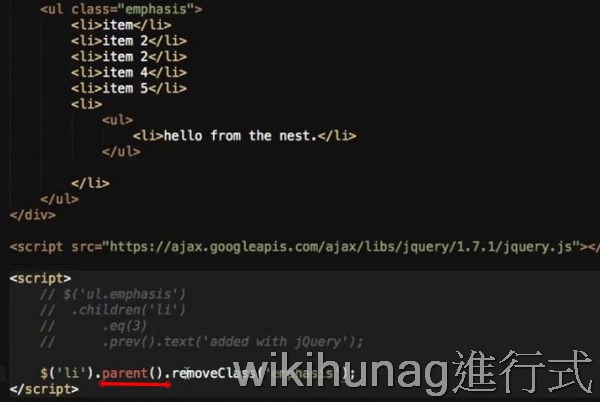 <ul class="emphasis">
<li>item</li>
<li>item 2</li>
<li>item 2</li>
<li>item 4</li>
<li>item 5</li>
<li>
<ul>
<li>hello from the nest.</li>
</ul>
</li>
</ul>
</div>
<script src="https://ajax.googleapis.com/ajax/libs/jquery/1.7.1/jquery.js"></
<script>
// $('ul.emphasis')
// .children('li')
// .eq(3)
// .prev().text('added with jQuery');
$('li').parent().removeClass('emphasis');
</script>
wikihunag進行式